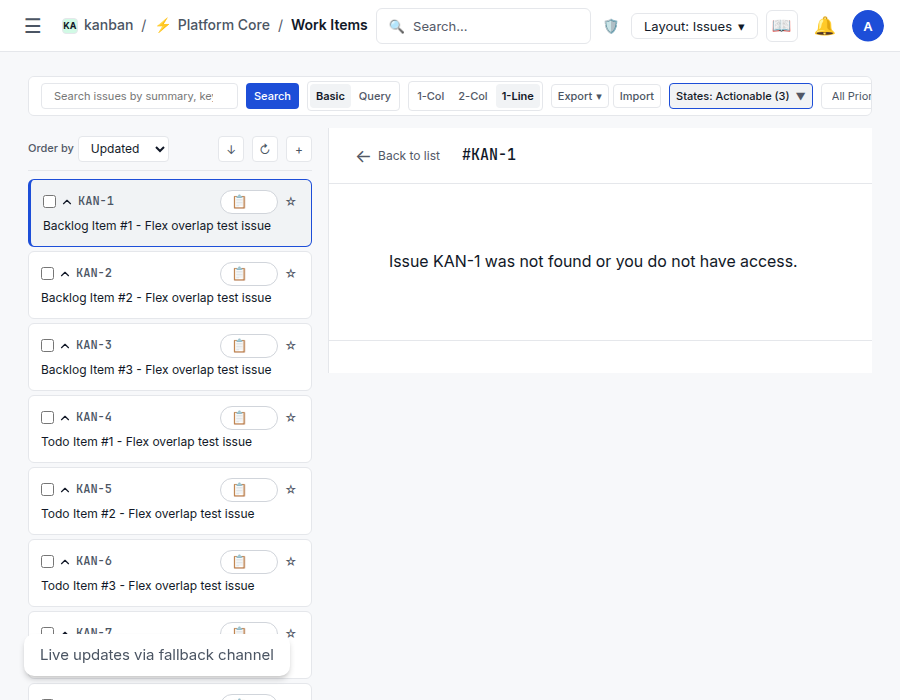 KA kanban / Platform Core / Work Items
Search...
Layout: Issues ▾
A
Search issues by summary, key
Search
Basic Query
1-Col 2-Col 1-Line
Export ▾
Import
States: Actionable (3) ▼
All Prior
Order by
Updated
← Back to list
#KAN-1
KAN-1
Backlog Item #1 - Flex overlap test issue
Issue KAN-1 was not found or you do not have access.
KAN-2
Backlog Item #2 - Flex overlap test issue
KAN-3
Backlog Item #3 - Flex overlap test issue
KAN-4
Todo Item #1 - Flex overlap test issue
KAN-5
Todo Item #2 - Flex overlap test issue
KAN-6
Todo Item #3 - Flex overlap test issue
KAN-7
Live updates via fallback channel